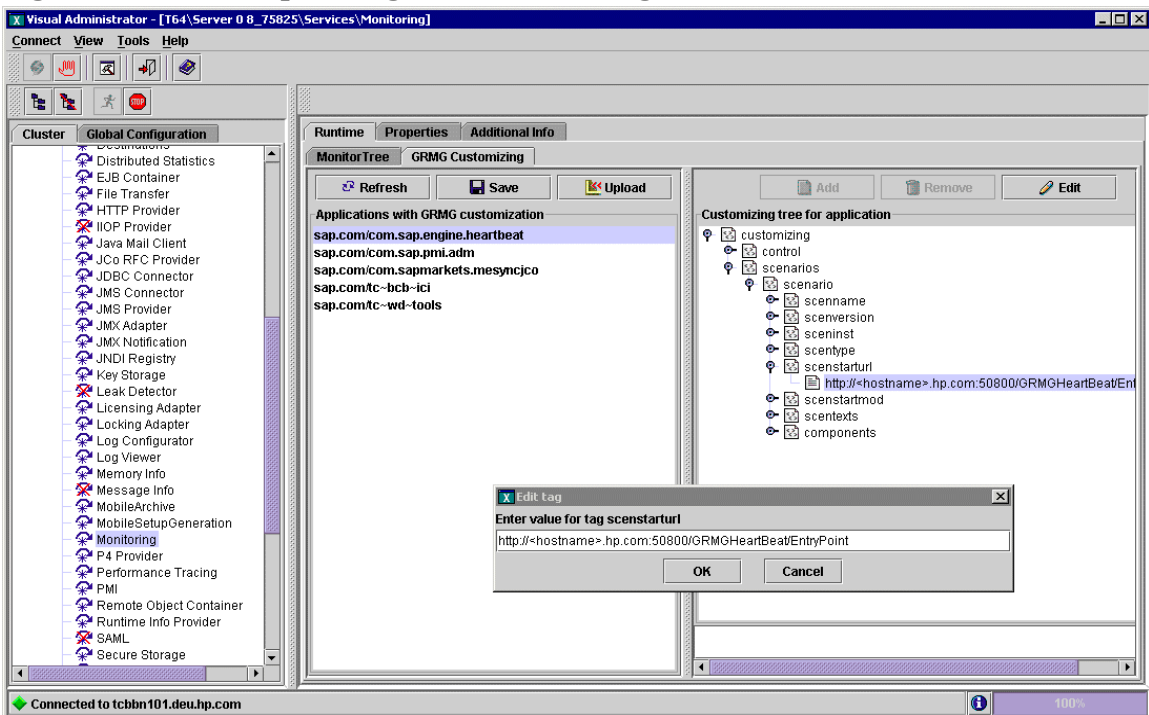 Visual Administrator - [T64\Server 0 8_75825\Services\Monitoring]
Connect View Tools Help
Cluster Global Configuration
Distributed Statistics
EJB Container
File Transfer
HTTP Provider
IIOP Provider
Java Mail Client
JCo RFC Provider
JDBC Connector
JMS Connector
JMS Provider
JMX Adapter
JMX Notification
JNDI Registry
Key Storage
Leak Detector
Licensing Adapter
Locking Adapter
Log Configurator
Log Viewer
Memory Info
Message Info
MobileArchive
MobileSetupGeneration
Monitoring
P4 Provider
Performance Tracing
PMI
Remote Object Container
Runtime Info Provider
SAML
Secure Storage
Runtime Properties Additional Info
MonitorTree GRMG Customizing
Refresh Save Upload
Applications with GRMG customization
sap.com/com.sap.engine.heartbeat
sap.com/com.sap.pmi.adm
sap.com/com.sapmarkets.mesyncjco
sap.com/tc~bcb~ici
sap.com/tc~wd~tools
Add Remove Edit
Customizing tree for application
customizing
control
scenarios
scenario
scenname
scenversion
sceninst
scentype
scenstarturl
http://<hostname>.hp.com:50800/GRMGHeartBeat/Ent
scenstartmod
scentexts
components
Edit tag
Enter value for tag scenstarturl
http://<hostname>.hp.com:50800/GRMGHeartBeat/EntryPoint
OK Cancel
Connected to tcbbn101.deu.hp.com
100%